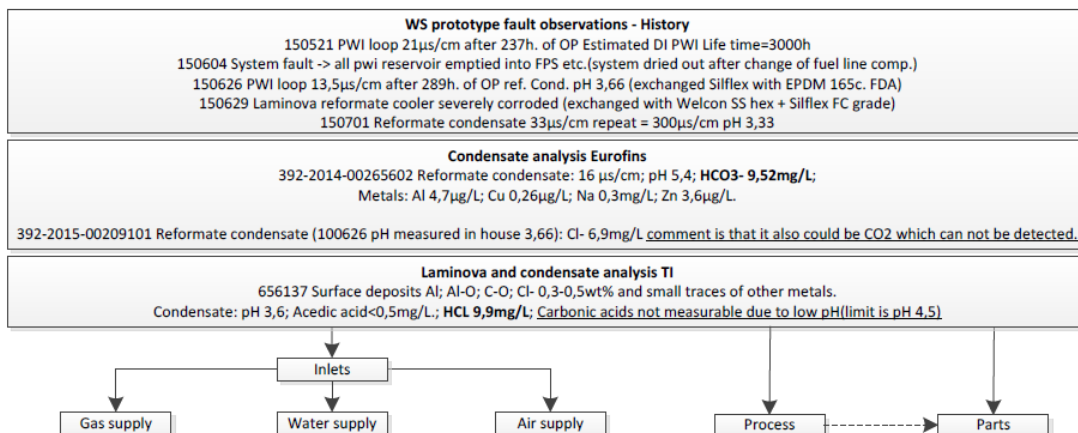 WS prototype fault observations - History
150521 PWI loop 21µs/cm after 237h. of OP Estimated DI PWI Life time=3000h
150604 System fault -> all pwi reservoir emptied into FPS etc.(system dried out after change of fuel line comp.)
150626 PWI loop 13,5µs/cm after 289h. of OP ref. Cond. pH 3,66 (exchanged Silflex with EPDM 165c. FDA)
150629 Laminova reformate cooler severely corroded (exchanged with Welcon SS hex + Silflex FC grade)
150701 Reformate condensate 33µs/cm repeat = 300µs/cm pH 3,33
Condensate analysis Eurofins
392-2014-00265602 Reformate condensate: 16 µs/cm; pH 5,4; HCO3- 9,52mg/L;
Metals: Al 4,7µg/L; Cu 0,26µg/L; Na 0,3mg/L; Zn 3,6µg/L.
392-2015-00209101 Reformate condensate (100626 pH measured in house 3,66): Cl- 6,9mg/L comment is that it also could be CO2 which can not be detected.
Laminova and condensate analysis TI
656137 Surface deposits Al; Al-O; C-O; Cl- 0,3-0,5wt% and small traces of other metals.
Condensate: pH 3,6; Acedic acid<0,5mg/L.; HCL 9,9mg/L; Carbonic acids not measurable due to low pH(limit is pH 4,5)
Inlets
Gas supply
Water supply
Air supply
Process
Parts